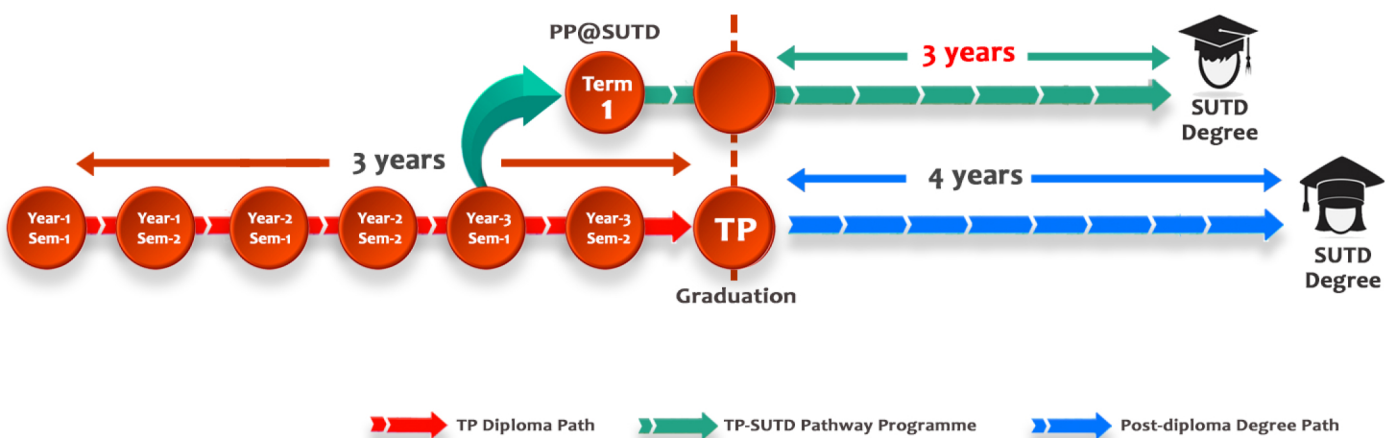 PP@SUTD
3 years
Term
1
SUTD
Degree
3 years
4 years
Year-1
Sem-1
Year-1
Sem-2
Year-2
Sem-1
Year-2
Sem-2
Year-3
Sem-1
Year-3
Sem-2
TP
SUTD
Degree
Graduation
TP Diploma Path
TP-SUTD Pathway Programme
Post-diploma Degree Path